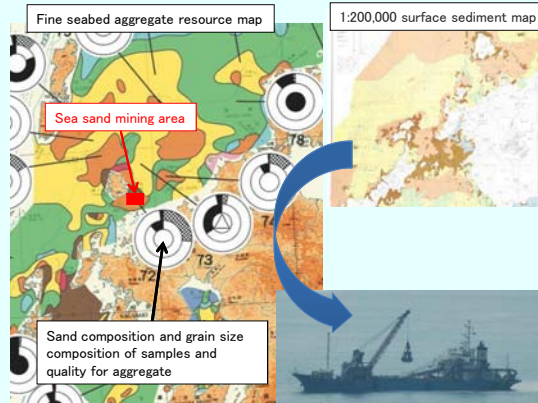 Fine seabed aggregate resource map
1:200,000 surface sediment map
Sea sand mining area
78
74
73
72
Sand composition and grain size
composition of samples and
quality for aggregate